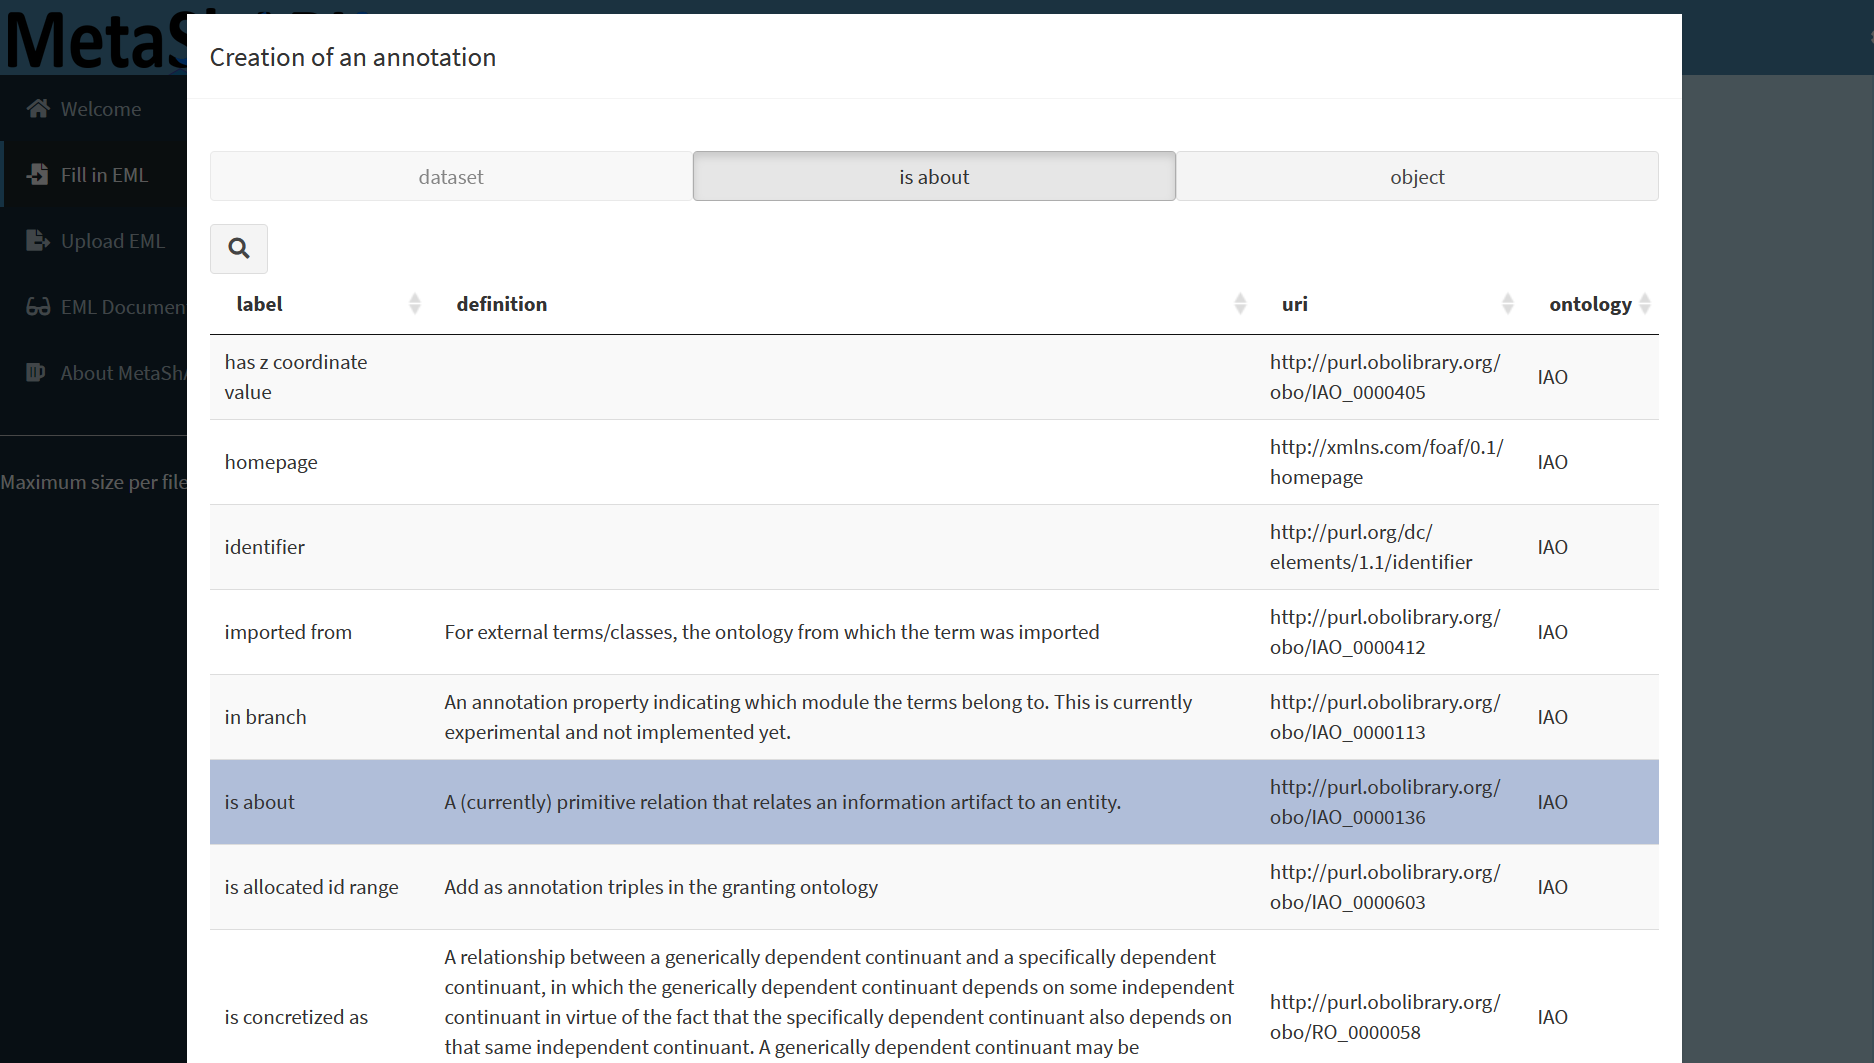 MetaS
Creation of an annotation
Welcome
Fill in EML
Upload EML
EML Documen
About MetaSh
Maximum size per file
dataset
is about
object
label
definition
uri
ontology
has z coordinate
value
http://purl.obolibrary.org/
obo/IAO_0000405
IAO
homepage
http://xmlns.com/foaf/0.1/
homepage
IAO
identifier
http://purl.org/dc/
elements/1.1/identifier
IAO
imported from
For external terms/classes, the ontology from which the term was imported
http://purl.obolibrary.org/
obo/IAO_0000412
IAO
in branch
An annotation property indicating which module the terms belong to. This is currently
experimental and not implemented yet.
http://purl.obolibrary.org/
obo/IAO_0000113
IAO
is about
A (currently) primitive relation that relates an information artifact to an entity.
http://purl.obolibrary.org/
obo/IAO_0000136
IAO
is allocated id range
Add as annotation triples in the granting ontology
http://purl.obolibrary.org/
obo/IAO_0000603
IAO
is concretized as
A relationship between a generically dependent continuant and a specifically dependent
continuant, in which the generically dependent continuant depends on some independent
continuant in virtue of the fact that the specifically dependent continuant also depends on
that same independent continuant. A generically dependent continuant may be
http://purl.obolibrary.org/
obo/RO_0000058
IAO